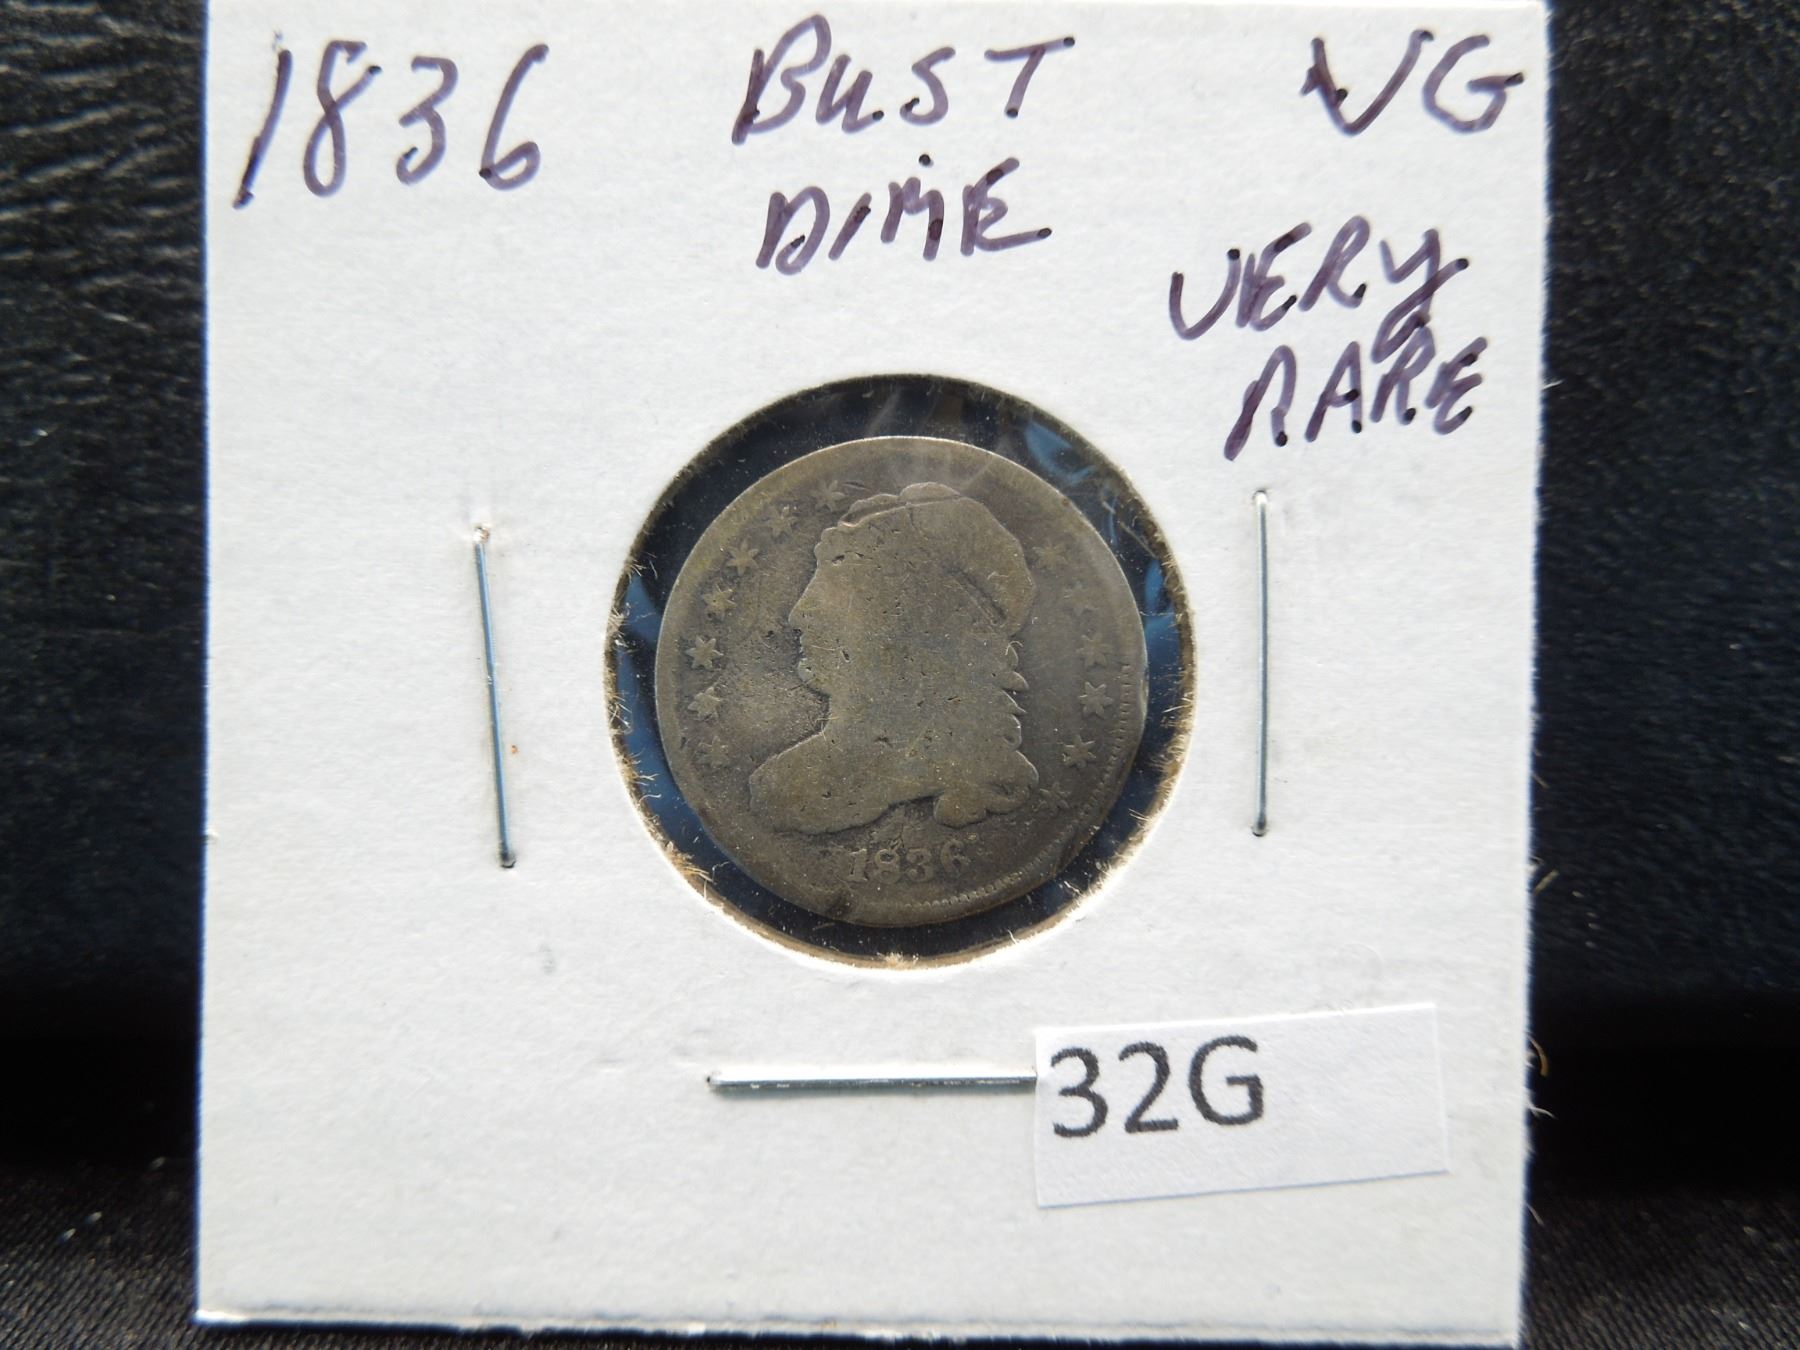 1836 BUST VG
DIME
VERY
RARE
1836
32G